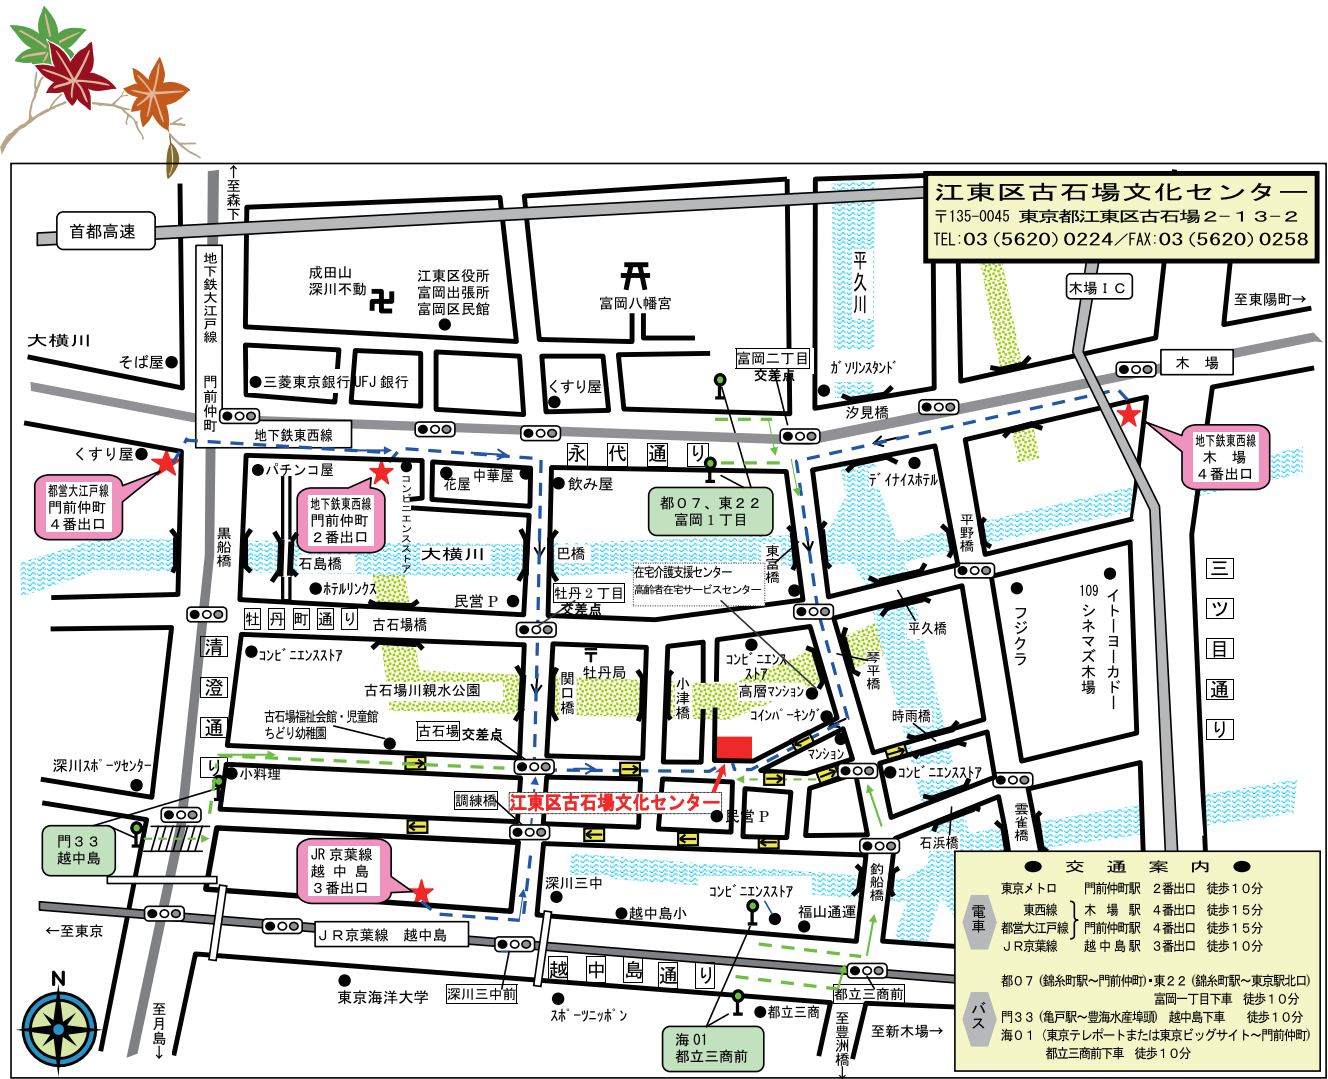 江東区古石場文化センター
〒135-0045 東京都江東区古石場2-13-2
TEL:03(5620)0224/FAX:03(5620)0258
↑至森下
首都高速
地下鉄大江戸線 門前仲町
成田山
深川不動
江東区役所
富岡出張所
富岡区民館
富岡八幡宮
平久川
木場IC
至東陽町→
大横川
そば屋
三菱東京銀行
UFJ銀行
くすり屋
富岡二丁目
交差点
ガソリンスタンド
汐見橋
木 場
地下鉄東西線
永代通り
くすり屋
パチンコ屋
コンビニエンスストア
花屋
中華屋
飲み屋
デイナイスホテル
地下鉄東西線
木 場
4番出口
都営大江戸線
門前仲町
4番出口
地下鉄東西線
門前仲町
2番出口
都07、東22
富岡1丁目
黒船橋
石島橋
大横川
巴橋
東富橋
平野橋
ホテルリンクス
民営P
牡丹2丁目
交差点
在宅介護支援センター
高齢者在宅サービスセンター
フジクラ
109シネマズ木場
イトーヨーカドー
三ツ目通り
牡丹町通り
古石場橋
平久橋
清澄通り
コンビニエンスストア
牡丹局
コンビニエンス
ストア
琴平橋
古石場川親水公園
関口橋
小津橋
高層マンション
コインパーキング
時雨橋
古石場福祉会館・児童館
ちどり幼稚園
古石場
交差点
マンション
深川スポーツセンター
小料理
コンビニエンスストア
調練橋
江東区古石場文化センター
民営P
雲雀橋
石浜橋
門33
越中島
JR京葉線
越中島
3番出口
深川三中
コンビニエンスストア
釣船橋
越中島小
福山通運
←至東京
JR京葉線 越中島
越中島通り
東京海洋大学
深川三中前
スポーツニッポン
都立三商前
都立三商
至豊洲橋↓
至新木場→
至月島↓
N
海01
都立三商前
●交通案内●
電車
東京メトロ 門前仲町駅 2番出口 徒歩10分
東西線 木場駅 4番出口 徒歩15分
都営大江戸線 門前仲町駅 4番出口 徒歩15分
JR京葉線 越中島駅 3番出口 徒歩10分
バス
都07(錦糸町駅~門前仲町)・東22(錦糸町駅~東京駅北口)
富岡一丁目下車 徒歩10分
門33(亀戸駅~豊海水産埠頭) 越中島下車 徒歩10分
海01(東京テレポートまたは東京ビッグサイト~門前仲町)
都立三商前下車 徒歩10分